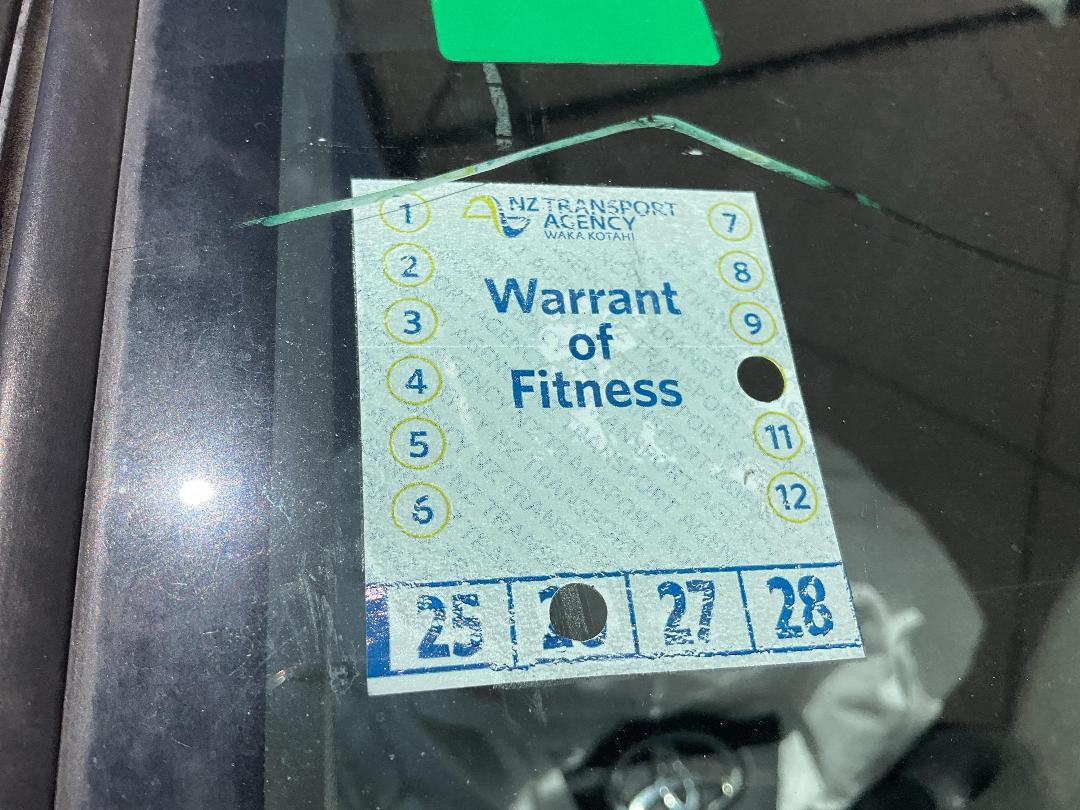 NZ TRANSPORT
AGENCY
WAKA KOTAHI
1
2
3
4
5
6
7
8
9
11
12
Warrant
of
Fitness
25
27
28